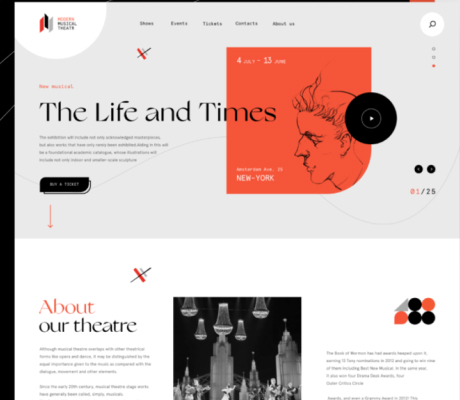 MODERN
MUSICAL
THEATR
Shows Events Tickets Contacts About us
4 JULY - 13 JUNE
New musical
The Life and Times
The exhibition will include not only acknowledged masterpieces,
but also works that have only rarely been exhibited dialing in this will
be a foundational academic catalogue, whose illustrations will
include not only Indoor and smaller-scale sculpture
Amsterdam Ave, 20
NEW-YORK
BUY A TICKET
01/25
About
our theatre
Although musical theatre overlaps with other theatrical
forms like opera and dance, it may be distinguished by the
equal importance given to the music as compared with the
dialogue, movement and other elements.
Since the early 20th century, musical theatre stage works
have generally been called, simply, musicals.
The Book of Mormon has had awards heaped upon it,
earning 13 Tony nominations in 2012 and going to win nine
of them including Best New Musical. In the same year,
it also won four Drama Desk Awards, four
Outer Critics Circle
Awards, and even a Grammy Award in 2012! This